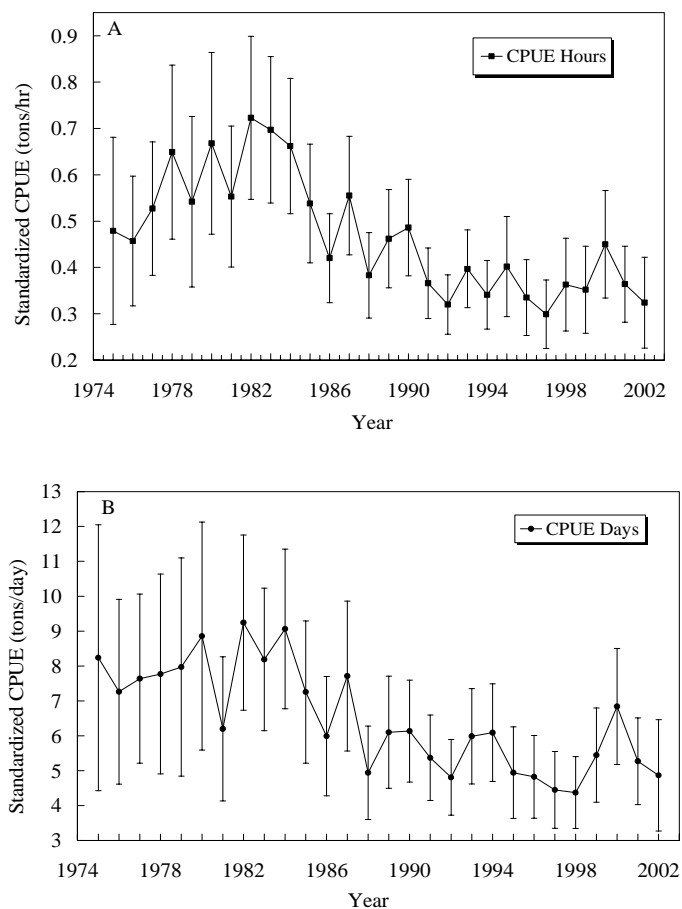 A
CPUE Hours
Standardized CPUE (tons/hr)
0.9
0.8
0.7
0.6
0.5
0.4
0.3
0.2
1974 1978 1982 1986 1990 1994 1998 2002
Year
B
CPUE Days
Standardized CPUE (tons/day)
13
12
11
10
9
8
7
6
5
4
3
1974 1978 1982 1986 1990 1994 1998 2002
Year